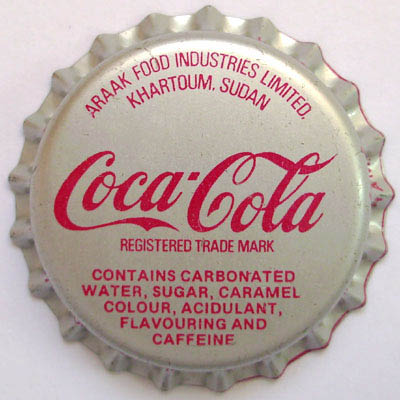 ARAAK FOOD INDUSTRIES LIMITED,
KHARTOUM, SUDAN
Coca-Cola
REGISTERED TRADE MARK
CONTAINS CARBONATED
WATER, SUGAR, CARAMEL
COLOUR, ACIDULANT,
FLAVOURING AND
CAFFEINE